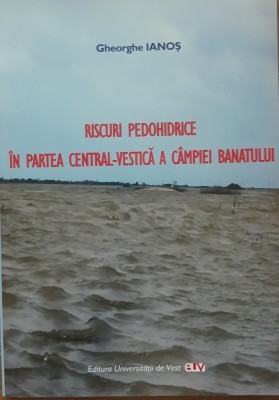 Gheorghe IANOȘ
RISCURI PEDOHIDRICE
ÎN PARTEA CENTRAL-VESTICĂ A CÂMPIEI BANATULUI
Editura Universității de Vest EUV